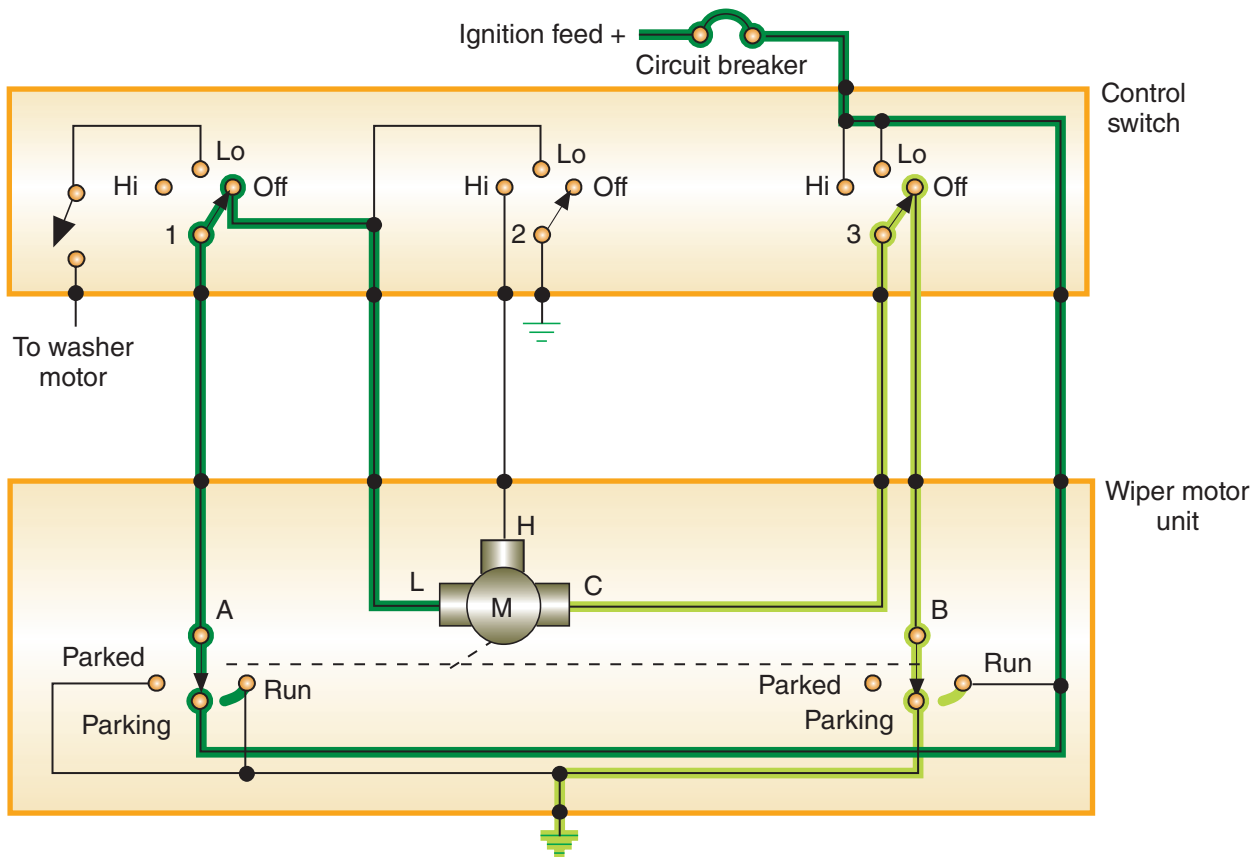 Ignition feed +
Circuit breaker
Control
switch
Lo
Hi
Off
1
Lo
Hi
Off
2
Lo
Hi
Off
3
To washer
motor
Wiper motor
unit
H
L
C
M
A
B
Parked
Run
Parking
Parked
Run
Parking